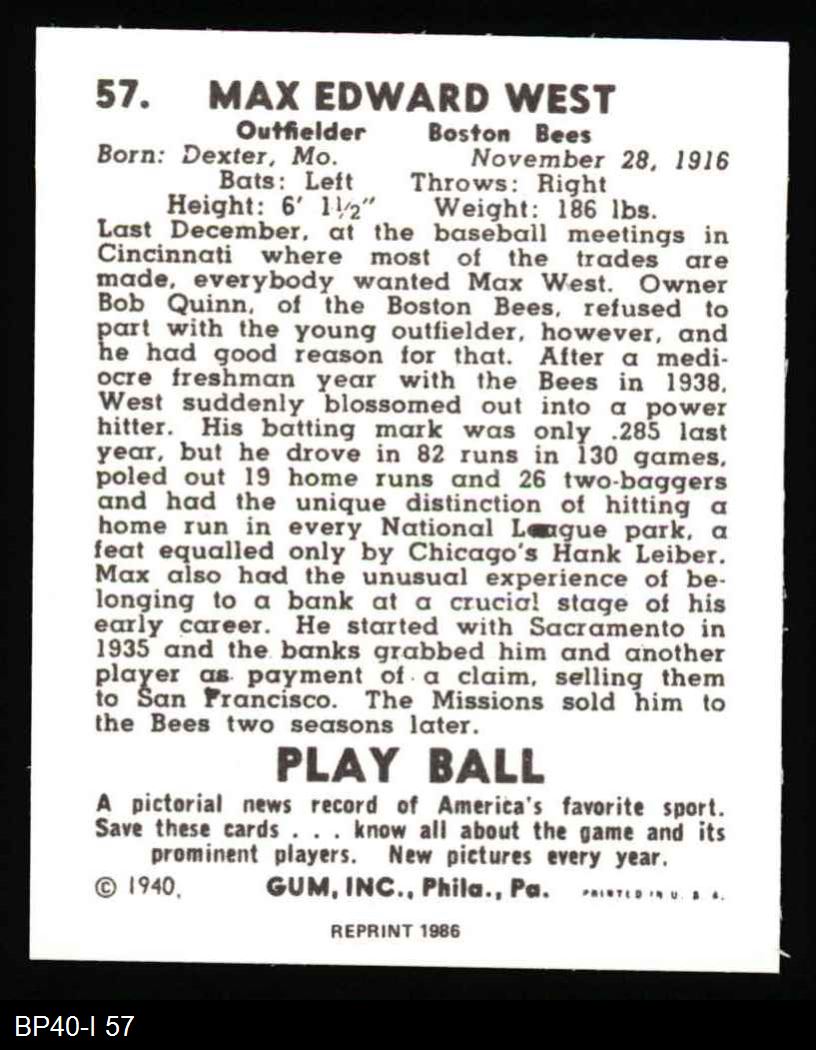 57. MAX EDWARD WEST
Outfielder Boston Bees
Born: Dexter, Mo. November 28, 1916
Bats: Left Throws: Right
Height: 6' 1½" Weight: 186 lbs.
Last December, at the baseball meetings in
Cincinnati where most of the trades are
made, everybody wanted Max West. Owner
Bob Quinn, of the Boston Bees, refused to
part with the young outfielder, however, and
he had good reason for that. After a medi-
ocre freshman year with the Bees in 1938,
West suddenly blossomed out into a power
hitter. His batting mark was only .285 last
year, but he drove in 82 runs in 130 games,
poled out 19 home runs and 26 two-baggers
and had the unique distinction of hitting a
home run in every National League park, a
feat equalled only by Chicago's Hank Leiber.
Max also had the unusual experience of be-
longing to a bank at a crucial stage of his
early career. He started with Sacramento in
1935 and the banks grabbed him and another
player as payment of a claim, selling them
to San Francisco. The Missions sold him to
the Bees two seasons later.
PLAY BALL
A pictorial news record of America's favorite sport.
Save these cards . . . know all about the game and its
prominent players. New pictures every year.
© 1940, GUM, INC., Phila., Pa. PRINTED IN U. S. A.
REPRINT 1986
BP40-I 57